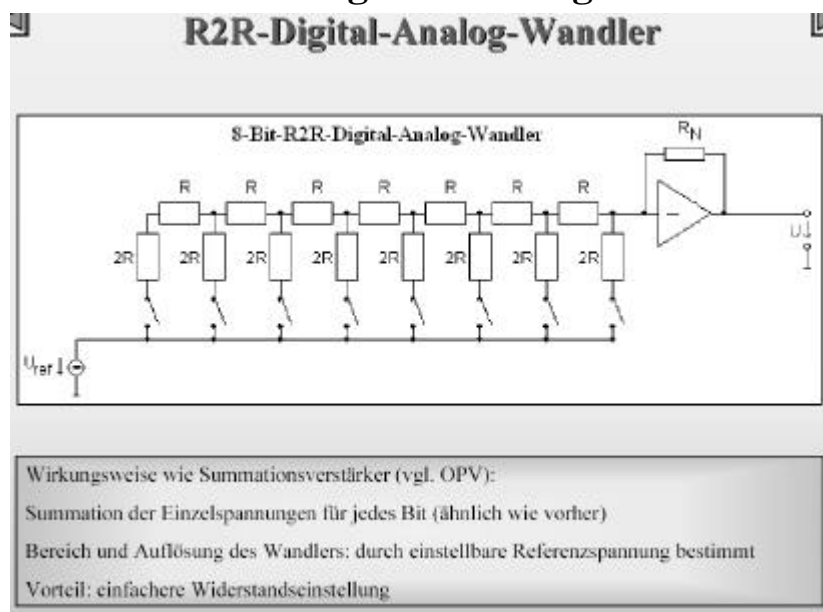 R2R-Digital-Analog-Wandler
8-Bit-R2R-Digital-Analog-Wandler
R R R R R R R
R_N
2R 2R 2R 2R 2R 2R 2R 2R
U↓
U_ref↓
Wirkungsweise wie Summationsverstärker (vgl. OPV):
Summation der Einzelspannungen für jedes Bit (ähnlich wie vorher)
Bereich und Auflösung des Wandlers: durch einstellbare Referenzspannung bestimmt
Vorteil: einfachere Widerstandseinstellung